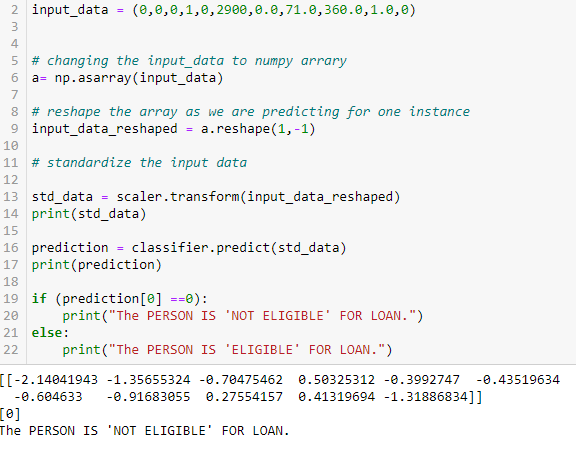 2 input_data = (0,0,0,1,0,2900,0.0,71.0,360.0,1.0,0)
3
4
5 # changing the input_data to numpy arrary
6 a= np.asarray(input_data)
7
8 # reshape the array as we are predicting for one instance
9 input_data_reshaped = a.reshape(1,-1)
10
11 # standardize the input data
12
13 std_data = scaler.transform(input_data_reshaped)
14 print(std_data)
15
16 prediction = classifier.predict(std_data)
17 print(prediction)
18
19 if (prediction[0] ==0):
20     print("The PERSON IS 'NOT ELIGIBLE' FOR LOAN.")
21 else:
22     print("The PERSON IS 'ELIGIBLE' FOR LOAN.")
[[-2.14041943 -1.35655324 -0.70475462  0.50325312 -0.3992747  -0.43519634
  -0.604633   -0.91683055  0.27554157  0.41319694 -1.31886834]]
[0]
The PERSON IS 'NOT ELIGIBLE' FOR LOAN.